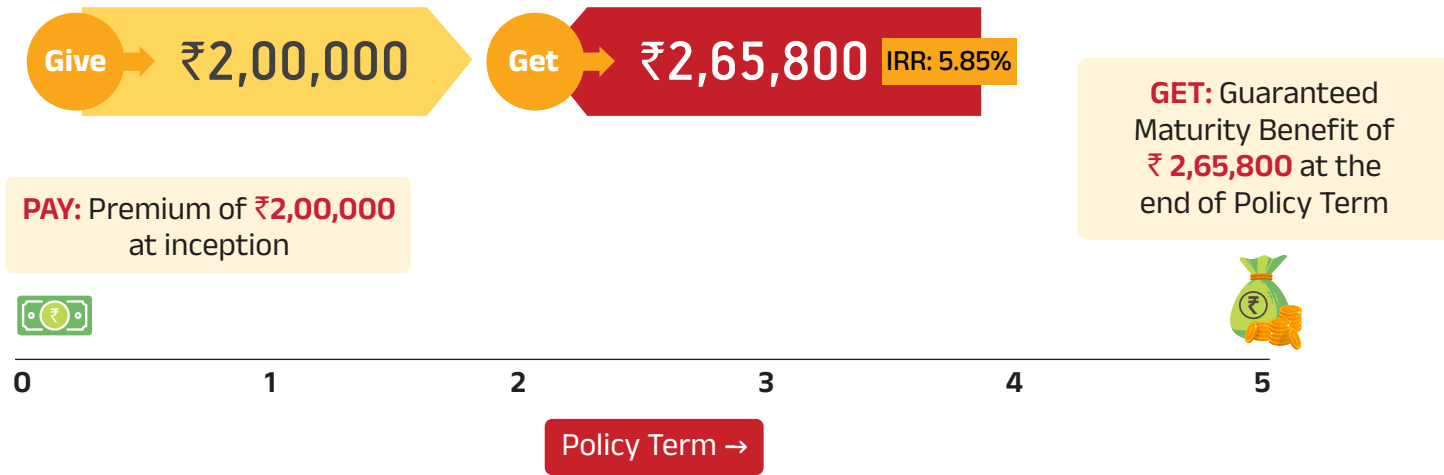 Give
₹2,00,000
Get
₹2,65,800
IRR: 5.85%
PAY: Premium of ₹2,00,000
at inception
GET: Guaranteed
Maturity Benefit of
₹ 2,65,800 at the
end of Policy Term
₹
₹
0 1 2 3 4 5
Policy Term →